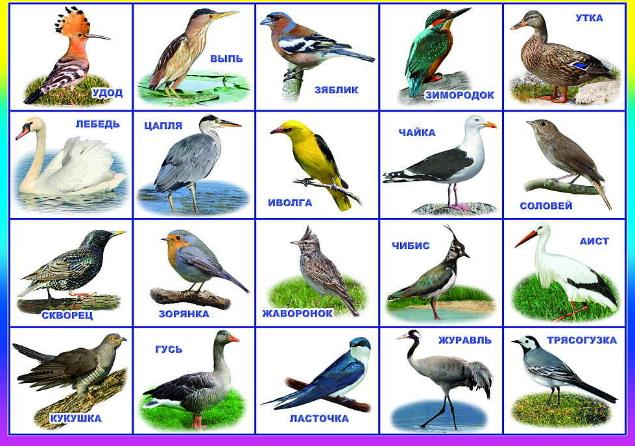 УДОД
ВЫПЬ
ЗЯБЛИК
ЗИМОРОДОК
УТКА
ЛЕБЕДЬ
ЦАПЛЯ
ИВОЛГА
ЧАЙКА
СОЛОВЕЙ
СКВОРЕЦ
ЗОРЯНКА
ЖАВОРОНОК
ЧИБИС
АИСТ
КУКУШКА
ГУСЬ
ЛАСТОЧКА
ЖУРАВЛЬ
ТРЯСОГУЗКА